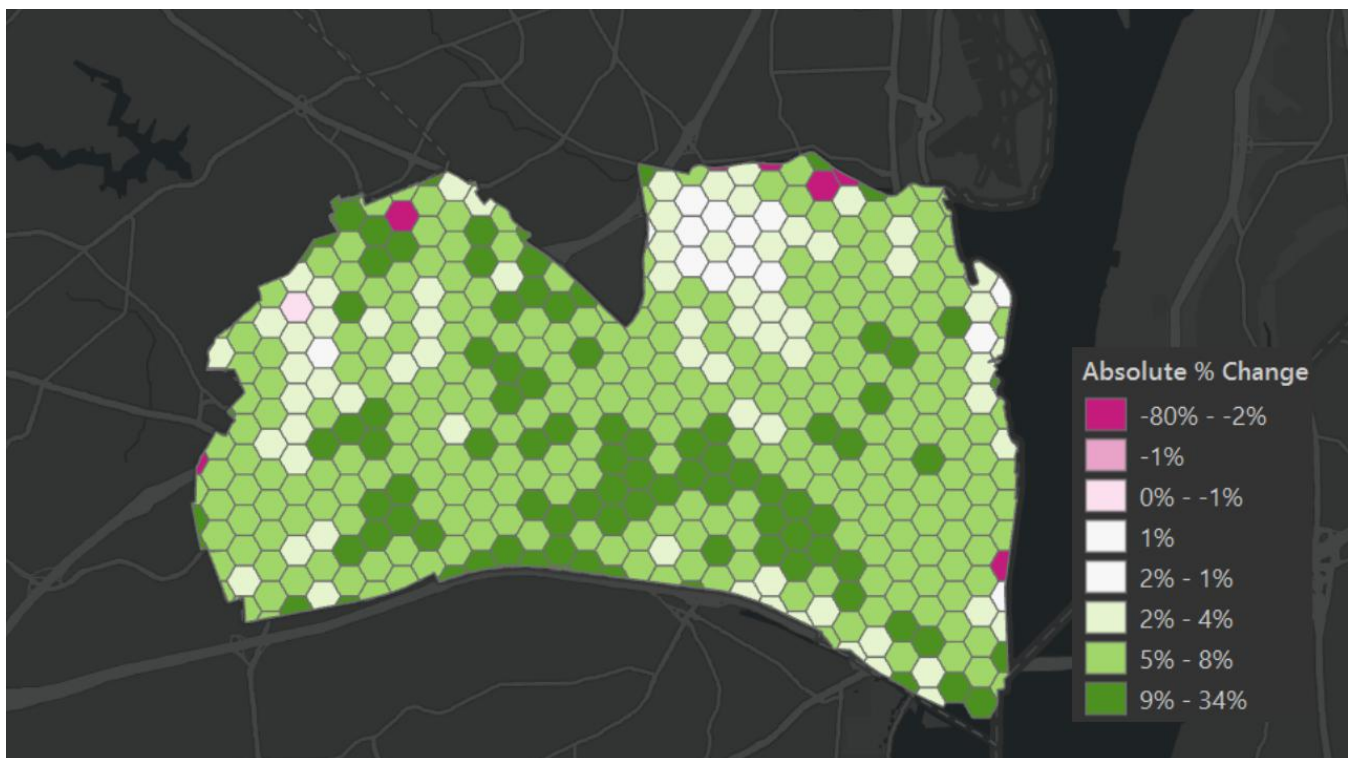 Absolute % Change
-80% - -2%
-1%
0% - -1%
1%
2% - 1%
2% - 4%
5% - 8%
9% - 34%